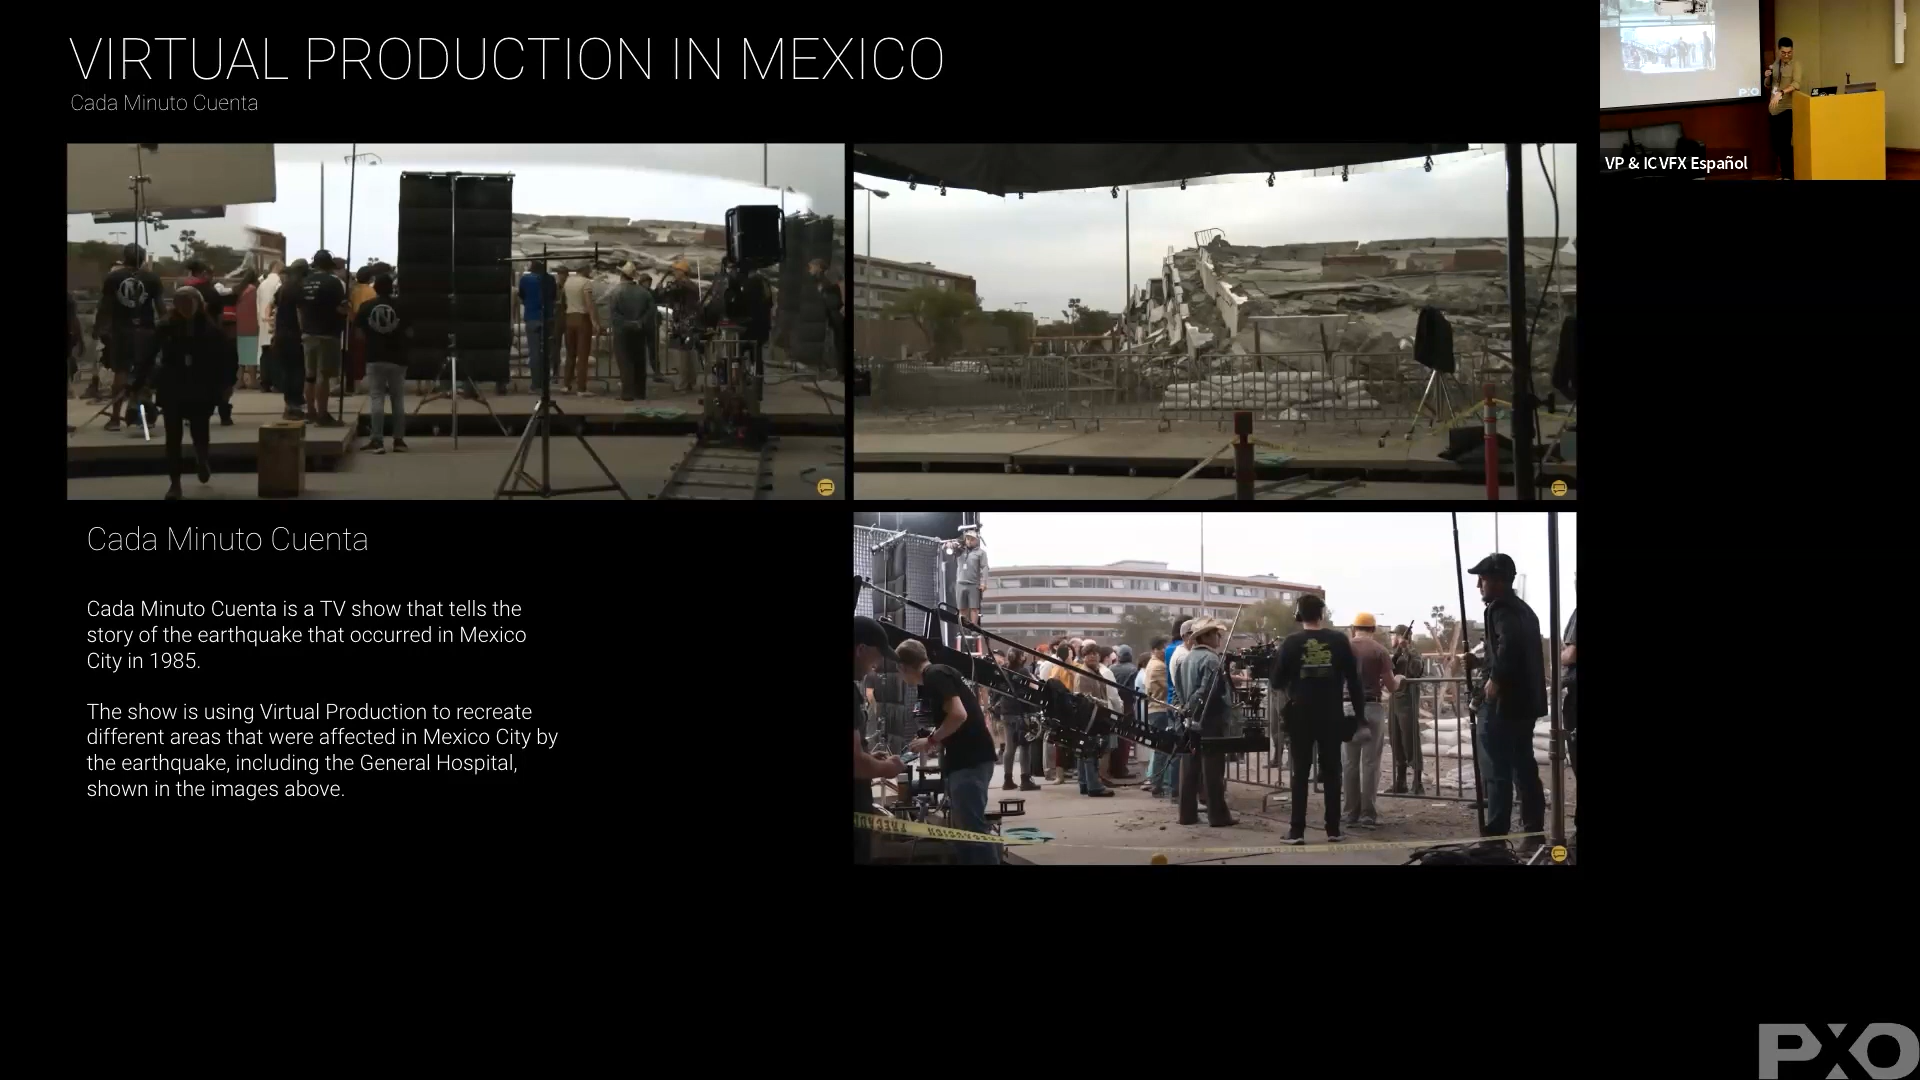 VIRTUAL PRODUCTION IN MEXICO
Cada Minuto Cuenta
VP & ICVFX Español
Cada Minuto Cuenta
Cada Minuto Cuenta is a TV show that tells the
story of the earthquake that occurred in Mexico
City in 1985.
The show is using Virtual Production to recreate
different areas that were affected in Mexico City by
the earthquake, including the General Hospital,
shown in the images above.
PXO